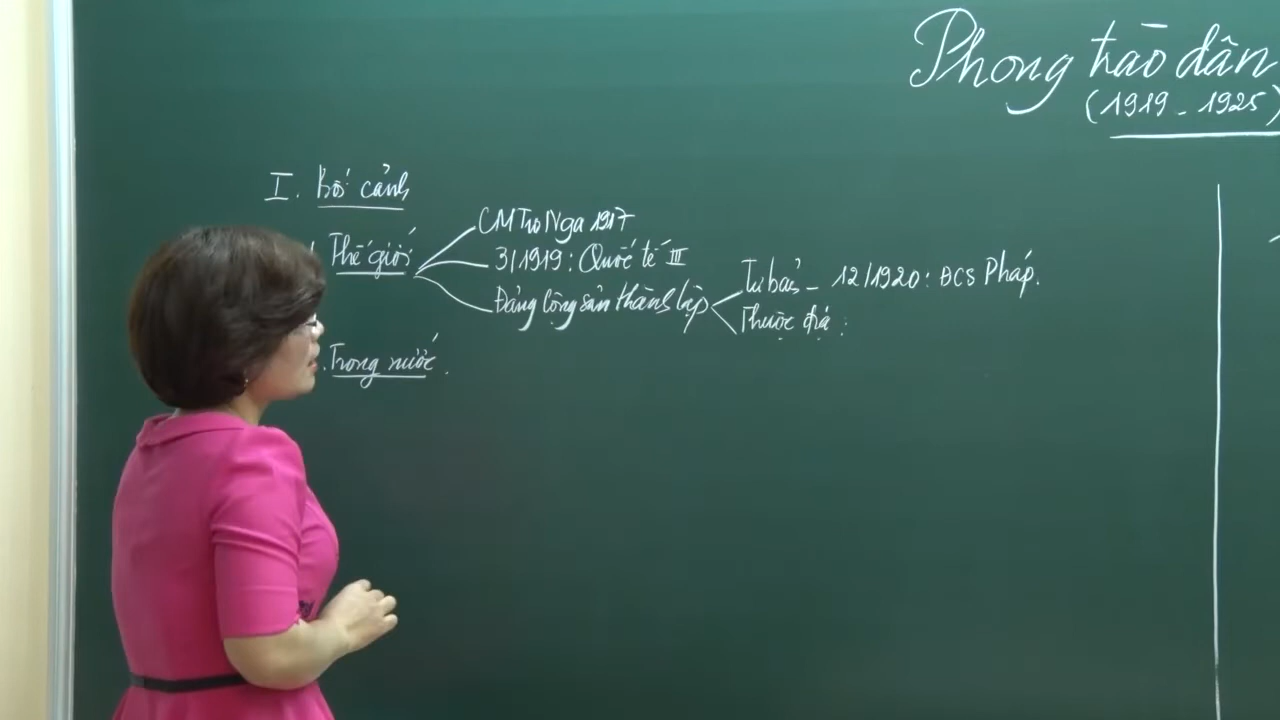 Phong trào dân
(1919 - 1925)
I. Bối cảnh
Thế giới
CMT10 Nga 1917
3/1919: Quốc tế III
Đảng Cộng sản thành lập
Tư bản - 12/1920: ĐCS Pháp.
Thuộc địa:
. Trong nước.